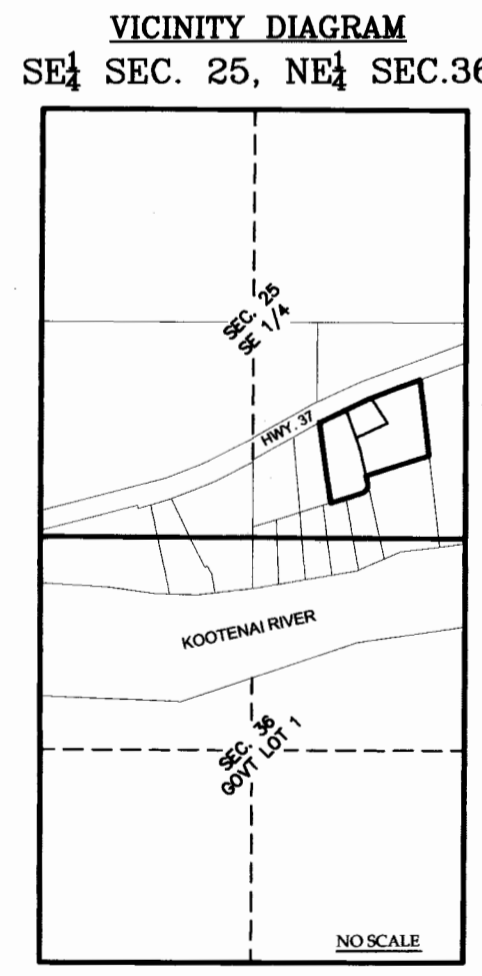 VICINITY DIAGRAM
SE¼ SEC. 25, NE¼ SEC.36
SEC. 25
SE 1/4
HWY. 37
KOOTENAI RIVER
SEC. 36
GOVT LOT 1
NO SCALE